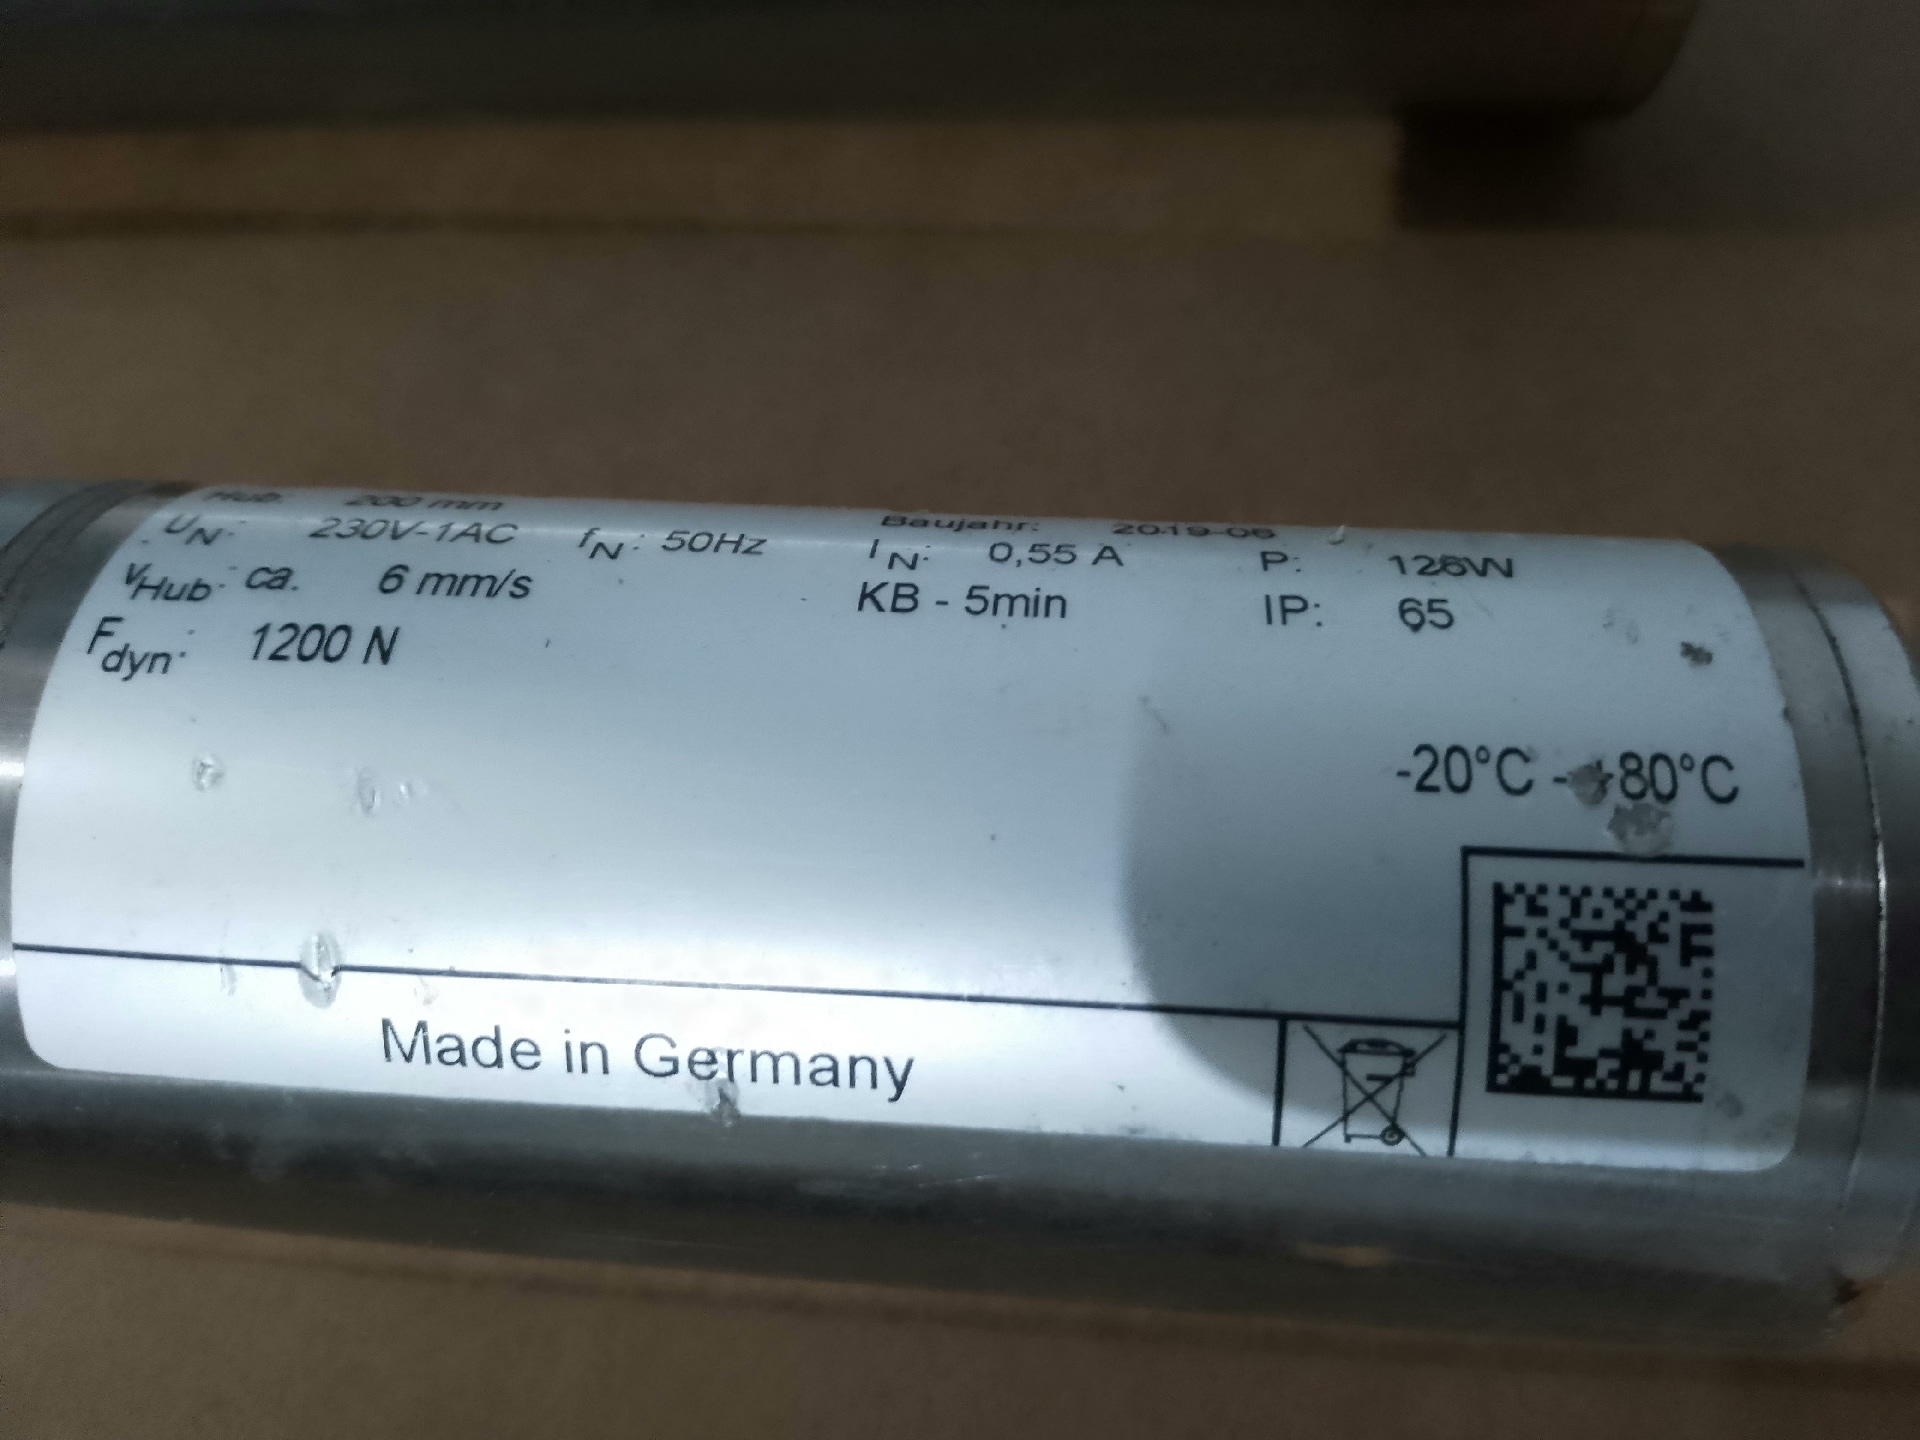 Hub: 200 mm Baujahr: 2019-06
UN: 230V-1AC fN: 50Hz IN: 0,55 A P: 126W
vHub: ca. 6 mm/s KB - 5min IP: 65
Fdyn: 1200 N
-20°C - +80°C
Made in Germany